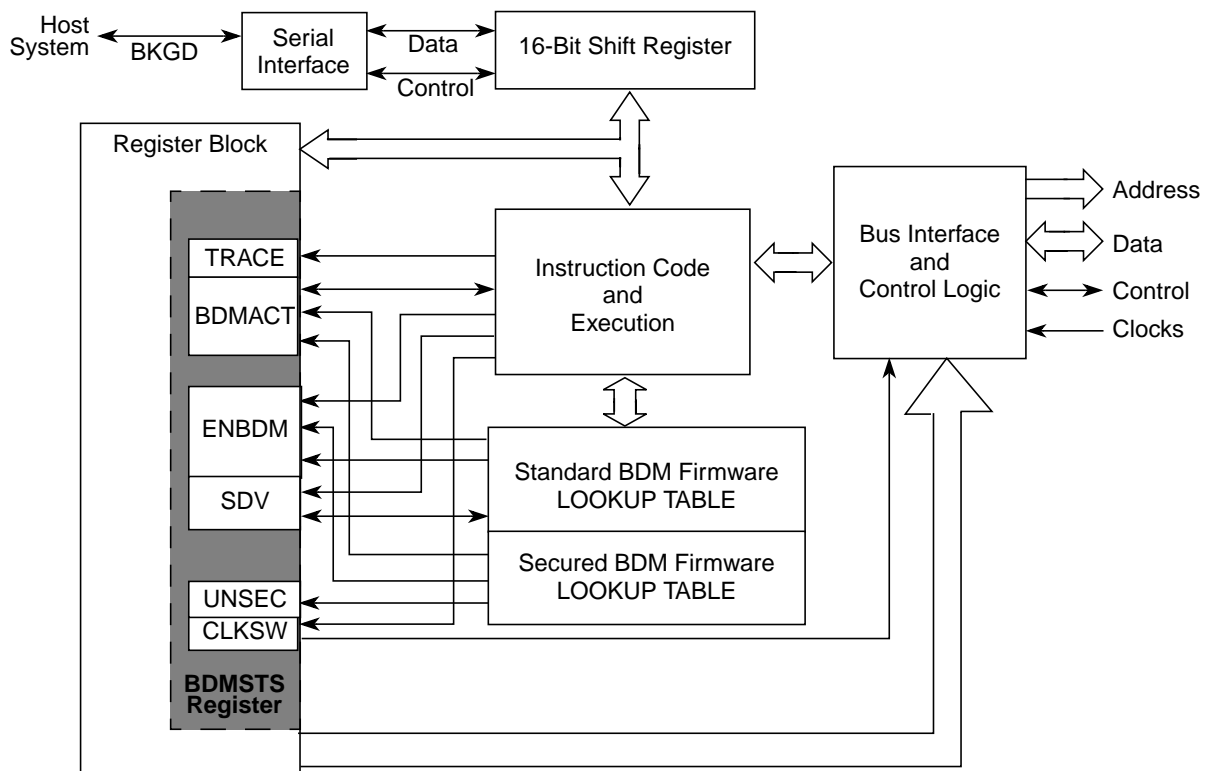 Host
System
BKGD
Serial
Interface
Data
Control
16-Bit Shift Register
Register Block
TRACE
BDMACT
ENBDM
SDV
UNSEC
CLKSW
BDMSTS
Register
Instruction Code
and
Execution
Standard BDM Firmware
LOOKUP TABLE
Secured BDM Firmware
LOOKUP TABLE
Bus Interface
and
Control Logic
Address
Data
Control
Clocks